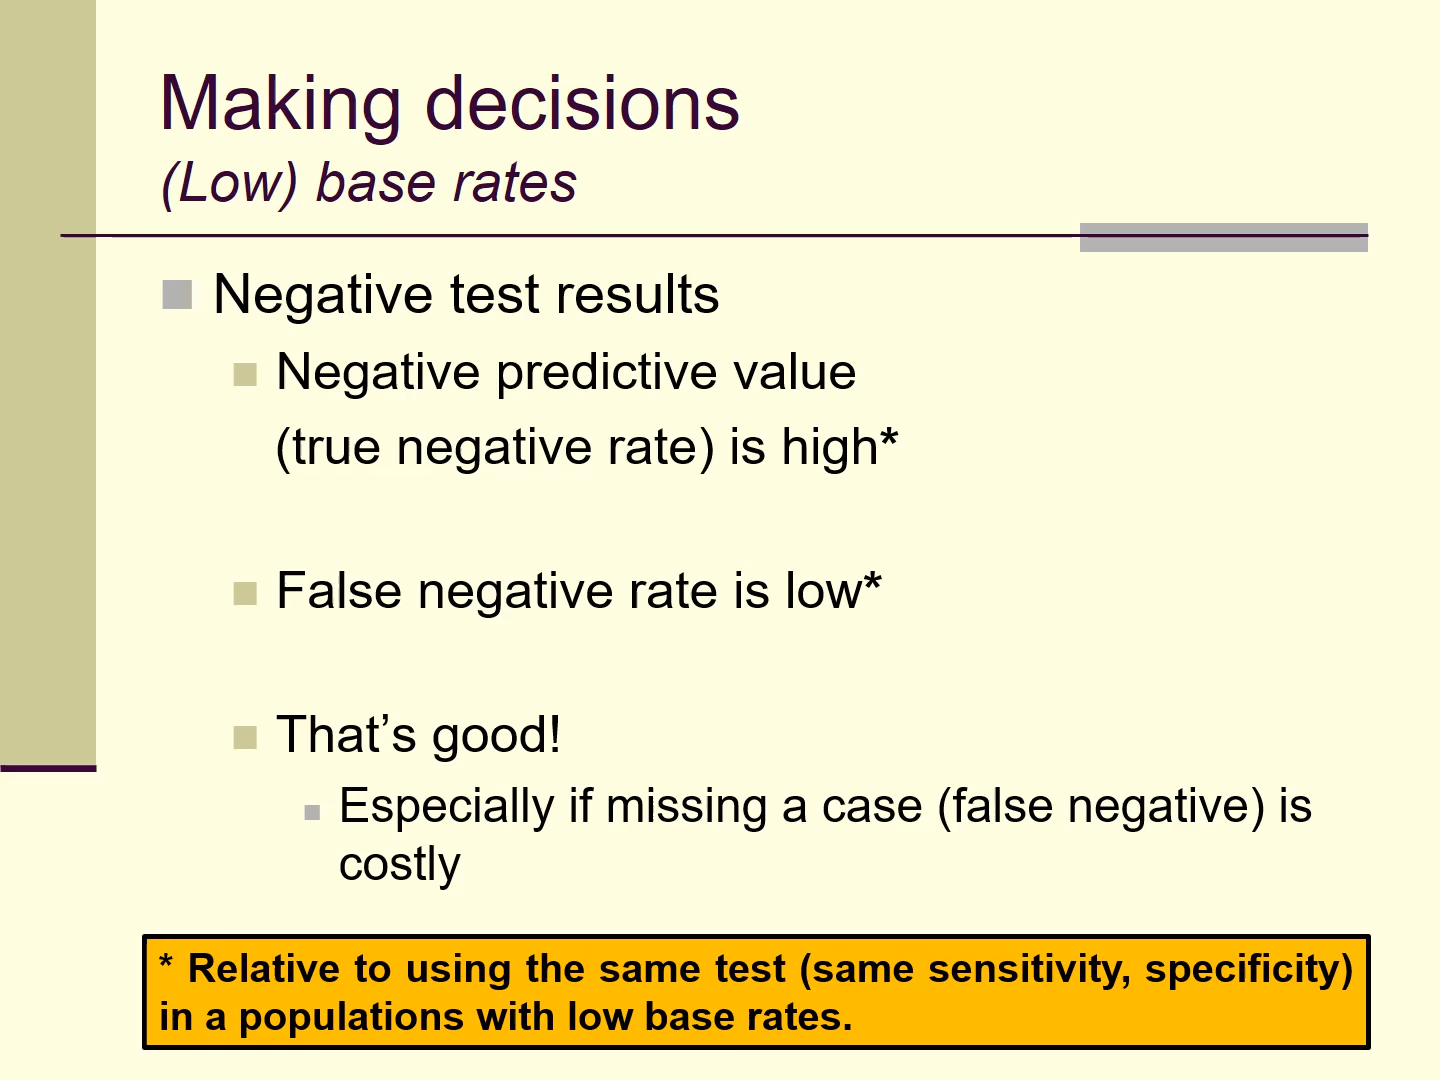 Making decisions
(Low) base rates
Negative test results
Negative predictive value
(true negative rate) is high*
False negative rate is low*
That’s good!
Especially if missing a case (false negative) is
costly
* Relative to using the same test (same sensitivity, specificity)
in a populations with low base rates.